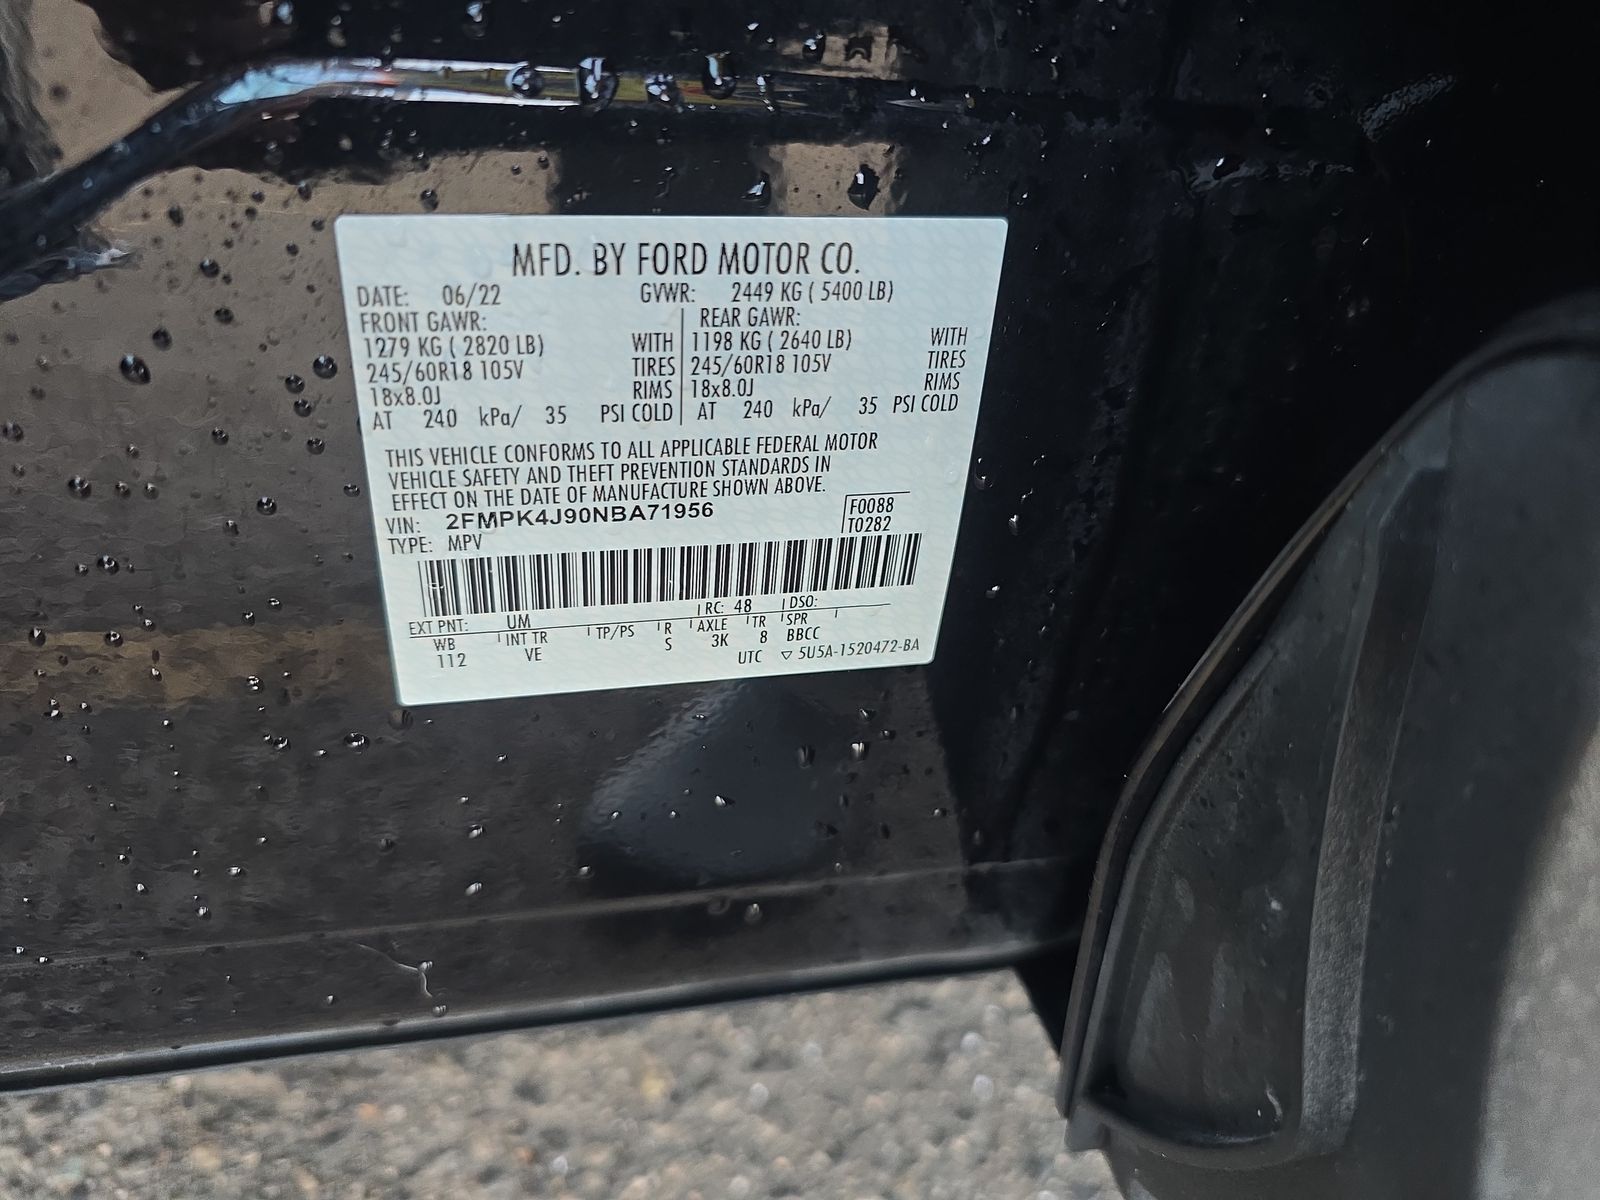 MFD. BY FORD MOTOR CO.
DATE: 06/22 GVWR: 2449 KG ( 5400 LB)
FRONT GAWR: REAR GAWR:
1279 KG ( 2820 LB) WITH 1198 KG ( 2640 LB) WITH
245/60R18 105V TIRES 245/60R18 105V TIRES
18x8.0J RIMS 18x8.0J RIMS
AT 240 kPa/ 35 PSI COLD AT 240 kPa/ 35 PSI COLD
THIS VEHICLE CONFORMS TO ALL APPLICABLE FEDERAL MOTOR
VEHICLE SAFETY AND THEFT PREVENTION STANDARDS IN
EFFECT ON THE DATE OF MANUFACTURE SHOWN ABOVE.
VIN: 2FMPK4J90NBA71956 F0088
TYPE: MPV T0282
EXT PNT: UM RC: 48 DSO:
WB INT TR TP/PS R AXLE TR SPR
112 VE S 3K 8 BBCC
UTC ▽ 5U5A-1520472-BA